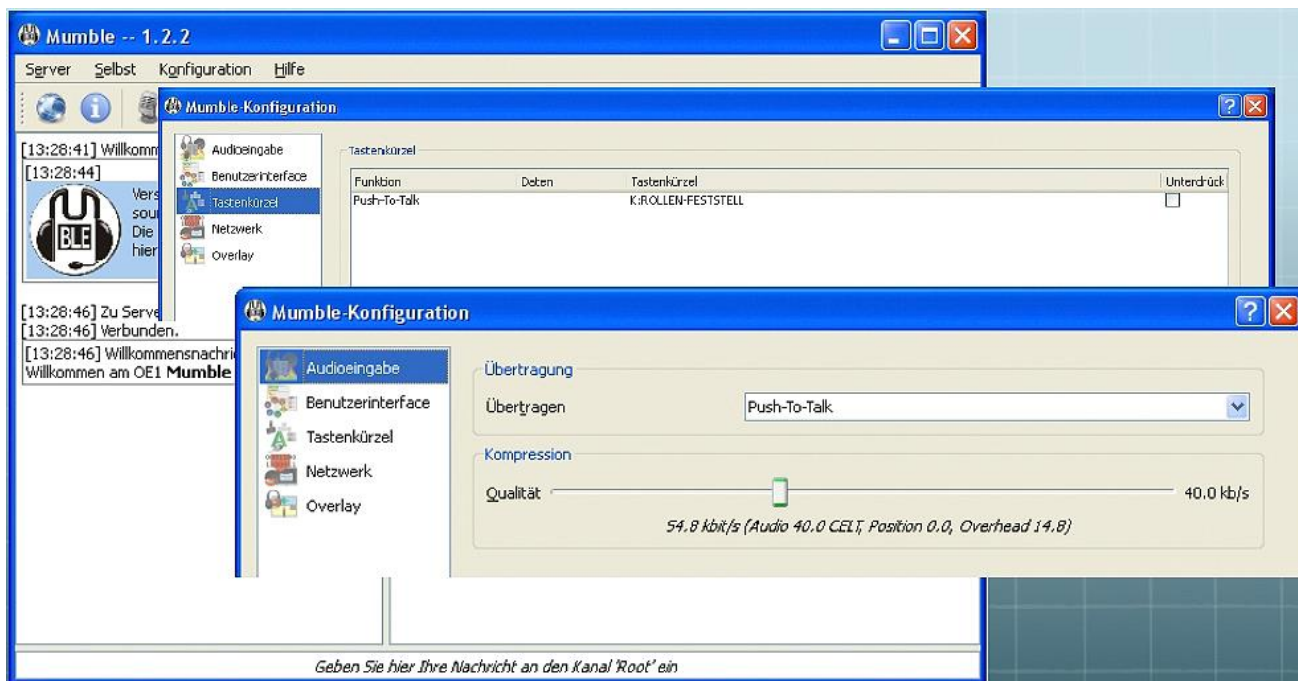 Mumble -- 1.2.2
Server Selbst Konfiguration Hilfe
Mumble-Konfiguration
[13:28:41]
[13:28:44]
BLE
Die
hier
[13:28:46] Zu
[13:28:46] Verbunden.
[13:28:46]
Willkommen am OE1 Mumble
Audioeingabe
Benutzerinterface
Tastenkürzel
Netzwerk
Overlay
Tastenkürzel
Funktion Daten Tastenkürzel Unterdrück
Push-To-Talk K:ROLLEN-FESTSTELL
Mumble-Konfiguration
Audioeingabe
Benutzerinterface
Tastenkürzel
Netzwerk
Overlay
Übertragung
Übertragen Push-To-Talk
Kompression
Qualität 40.0 kb/s
54.8 kbit/s (Audio 40.0 CELT, Position 0.0, Overhead 14.8)
Geben Sie hier Ihre Nachricht an den Kanal 'Root' ein